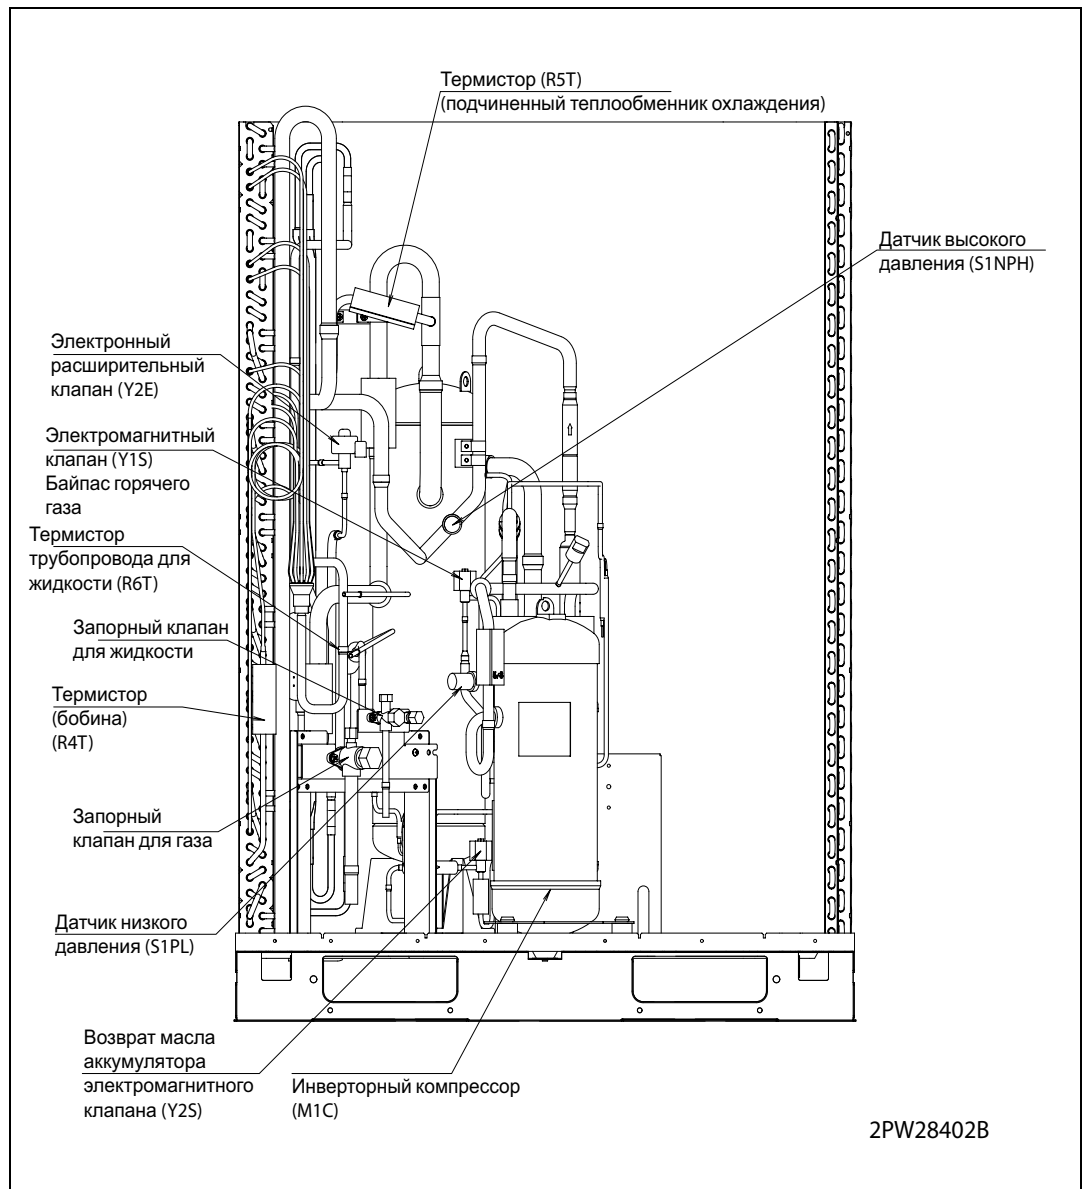 Термистор (R5T)
(подчиненный теплообменник охлаждения)
Датчик высокого
давления (S1NPH)
Электронный
расширительный
клапан (Y2E)
Электромагнитный
клапан (Y1S)
Байпас горячего
газа
Термистор
трубопровода для
жидкости (R6T)
Запорный клапан
для жидкости
Термистор
(бобина)
(R4T)
Запорный
клапан для газа
Датчик низкого
давления (S1PL)
Возврат масла
аккумулятора
электромагнитного
клапана (Y2S)
Инверторный компрессор
(M1C)
2PW28402B